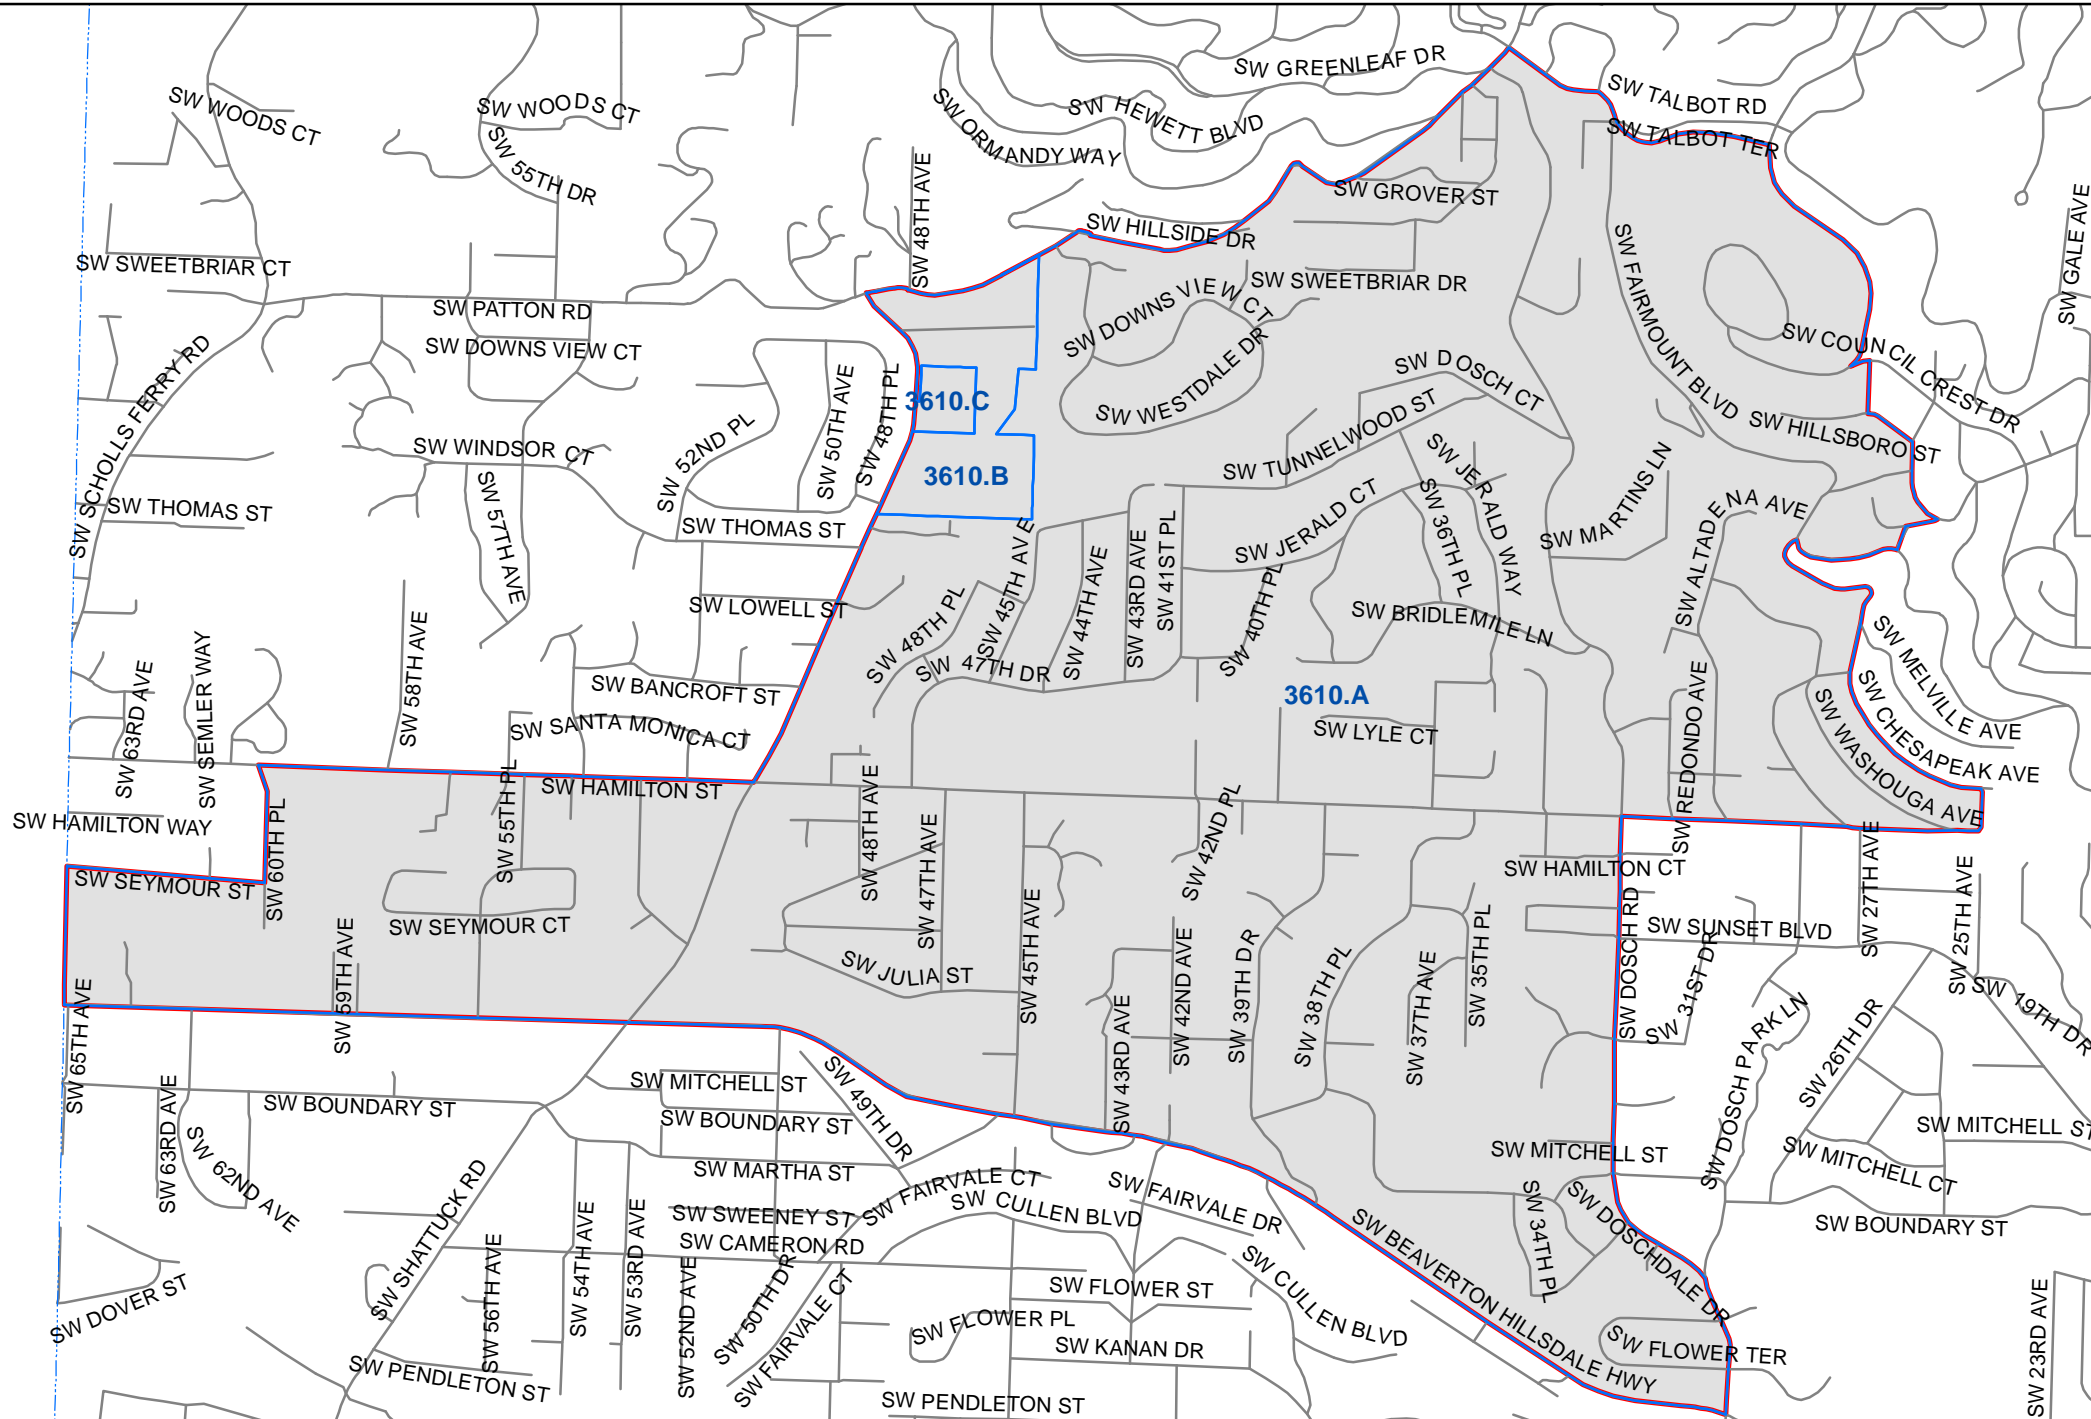 SW GREENLEAF DR
SW TALBOT RD
SW WOODS CT
SW WOODS CT
SW ORMANDY WAY
SW HEWETT BLVD
SW TALBOT TER
SW 55TH DR
SW 48TH AVE
SW GROVER ST
SW GALE AVE
SW HILLSIDE DR
SW SWEETBRIAR CT
SW SWEETBRIAR DR
SW FAIRMOUNT BLVD
SW PATTON RD
SW DOWNS VIEW CT
SW DOWNS VIEW CT
SW COUNCIL CREST DR
SW SCHOLLS FERRY RD
SW WESTDALE DR
SW DOSCH CT
SW 50TH AVE
SW 48TH PL
3610.C
SW TUNNELWOOD ST
SW HILLSBORO ST
SW WINDSOR CT
SW 52ND PL
3610.B
SW JERALD WAY
SW MARTINS LN
SW THOMAS ST
SW 57TH AVE
SW THOMAS ST
SW 45TH AVE
SW 44TH AVE
SW 43RD AVE
SW 41ST PL
SW JERALD CT
SW 36TH PL
SW ALTADENA AVE
SW LOWELL ST
SW 48TH PL
SW 40TH PL
SW BRIDLEMILE LN
SW 58TH AVE
SW 47TH DR
SW MELVILLE AVE
SW 63RD AVE
SW SEMLER WAY
SW BANCROFT ST
3610.A
SW REDONDO AVE
SW CHESAPEAK AVE
SW SANTA MONICA CT
SW LYLE CT
SW WASHOUGA AVE
SW HAMILTON ST
SW HAMILTON WAY
SW 60TH PL
SW 55TH PL
SW 48TH AVE
SW 47TH AVE
SW 42ND PL
SW HAMILTON CT
SW 27TH AVE
SW 25TH AVE
SW SEYMOUR ST
SW SEYMOUR CT
SW DOSCH RD
SW SUNSET BLVD
SW 59TH AVE
SW JULIA ST
SW 45TH AVE
SW 42ND AVE
SW 39TH DR
SW 38TH PL
SW 37TH AVE
SW 35TH PL
SW 31ST DR
SW 19TH DR
SW 65TH AVE
SW 43RD AVE
SW DOSCH PARK LN
SW 26TH DR
SW MITCHELL ST
SW 49TH DR
SW 63RD AVE
SW BOUNDARY ST
SW BOUNDARY ST
SW MITCHELL ST
SW MITCHELL ST
SW 62ND AVE
SW MARTHA ST
SW MITCHELL CT
SW SHATTUCK RD
SW FAIRVALE CT
SW FAIRVALE DR
SW 34TH PL
SW DOSCHDALE DR
SW 54TH AVE
SW 53RD AVE
SW SWEENEY ST
SW CULLEN BLVD
SW BOUNDARY ST
SW CAMERON RD
SW BEAVERTON HILLSDALE HWY
SW 56TH AVE
SW 52ND AVE
SW 50TH DR
SW FAIRVALE CT
SW FLOWER ST
SW CULLEN BLVD
SW DOVER ST
SW FLOWER PL
SW KANAN DR
SW FLOWER TER
SW 23RD AVE
SW PENDLETON ST
SW PENDLETON ST